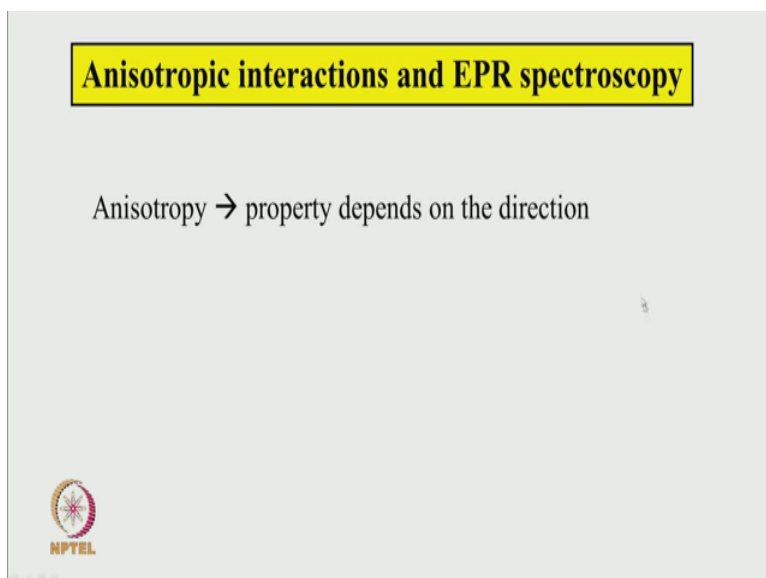 Anisotropic interactions and EPR spectroscopy
Anisotropy → property depends on the direction
NPTEL